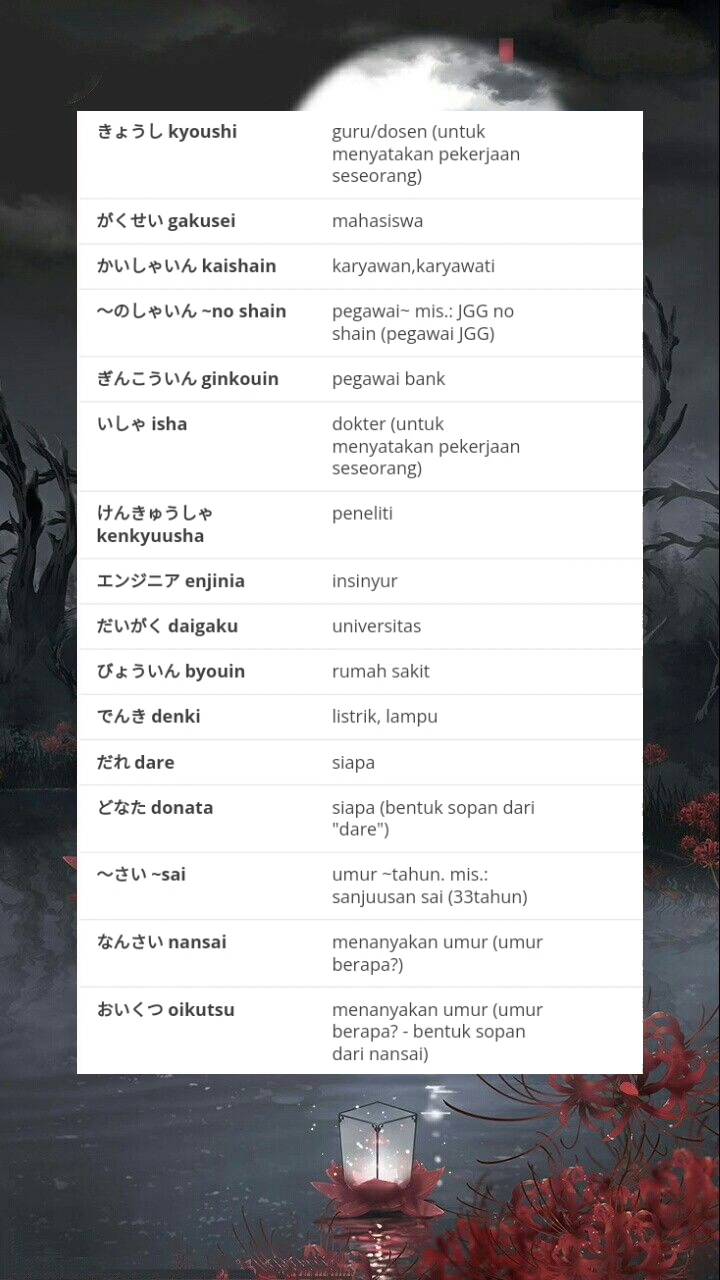 きょうし kyoushi guru/dosen (untuk
menyatakan pekerjaan
seseorang)
がくせい gakusei mahasiswa
かいしゃいん kaishain karyawan,karyawati
～のしゃいん ~no shain pegawai~ mis.: JGG no
shain (pegawai JGG)
ぎんこういん ginkouin pegawai bank
いしゃ isha dokter (untuk
menyatakan pekerjaan
seseorang)
けんきゅうしゃ peneliti
kenkyuusha
エンジニア enjinia insinyur
だいがく daigaku universitas
びょういん byouin rumah sakit
でんき denki listrik, lampu
だれ dare siapa
どなた donata siapa (bentuk sopan dari
"dare")
～さい ~sai umur ~tahun. mis.:
sanjuusan sai (33tahun)
なんさい nansai menanyakan umur (umur
berapa?)
おいくつ oikutsu menanyakan umur (umur
berapa? - bentuk sopan
dari nansai)